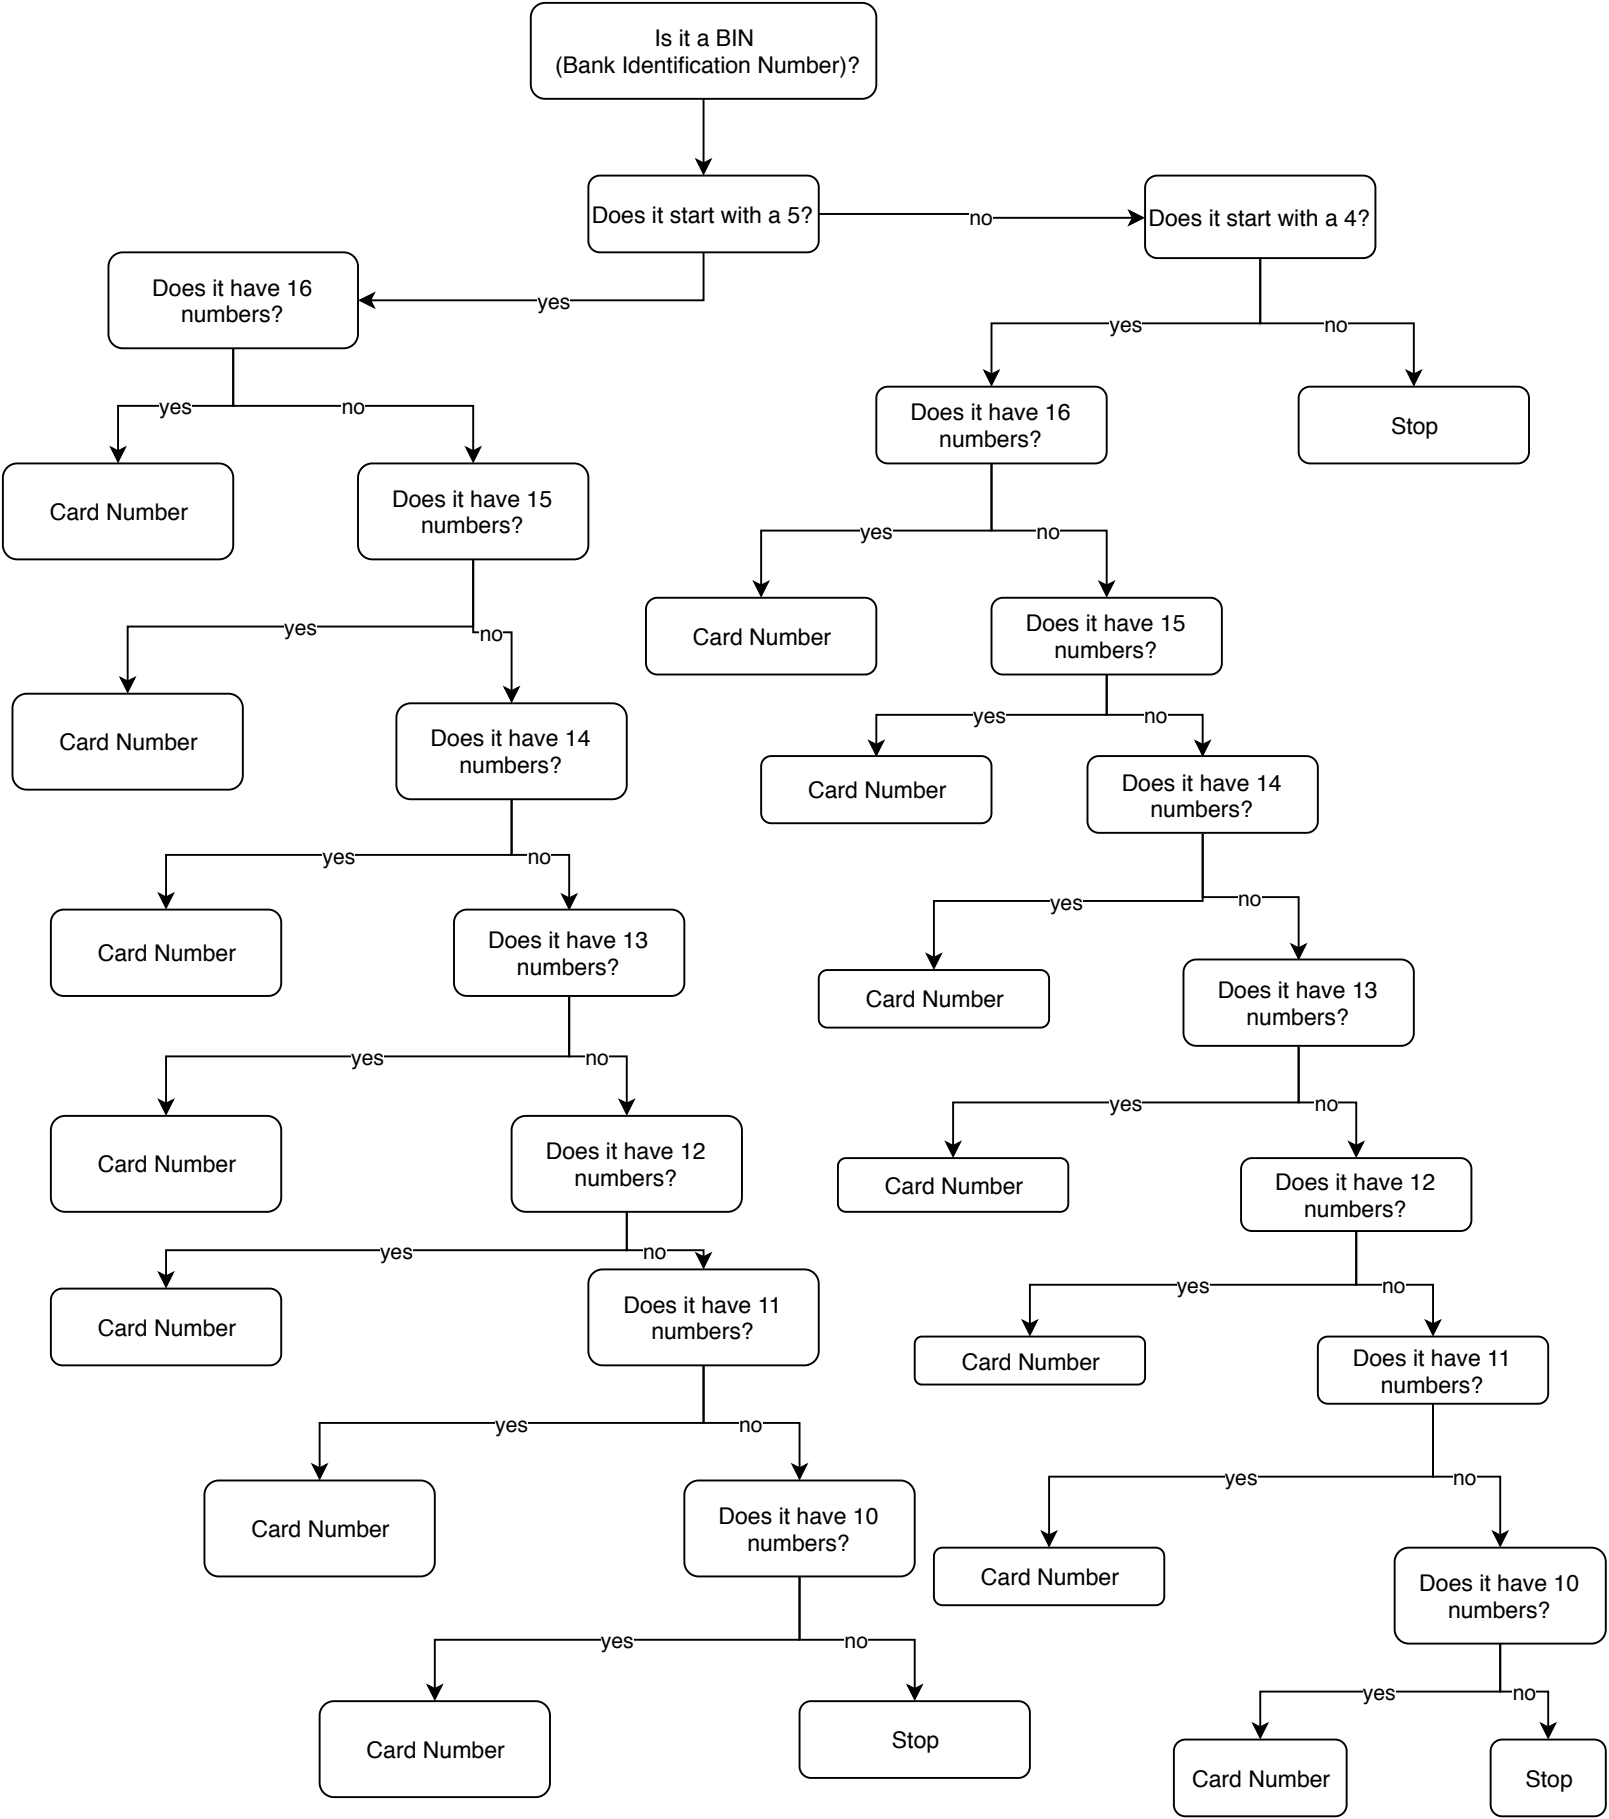 Is it a BIN
(Bank Identification Number)?
Does it start with a 5?
no
Does it start with a 4?
Does it have 16
numbers?
yes
yes
no
Does it have 16
numbers?
Stop
yes
no
Card Number
Does it have 15
numbers?
yes
no
Card Number
Does it have 15
numbers?
yes
no
yes
no
Card Number
Does it have 14
numbers?
Card Number
Does it have 14
numbers?
yes
no
yes
no
Card Number
Does it have 13
numbers?
Card Number
Does it have 13
numbers?
yes
no
yes
no
Card Number
Does it have 12
numbers?
Card Number
Does it have 12
numbers?
yes
no
yes
no
Card Number
Does it have 11
numbers?
Card Number
Does it have 11
numbers?
yes
no
yes
no
Card Number
Does it have 10
numbers?
Card Number
Does it have 10
numbers?
yes
no
yes
no
Card Number
Stop
Card Number
Stop